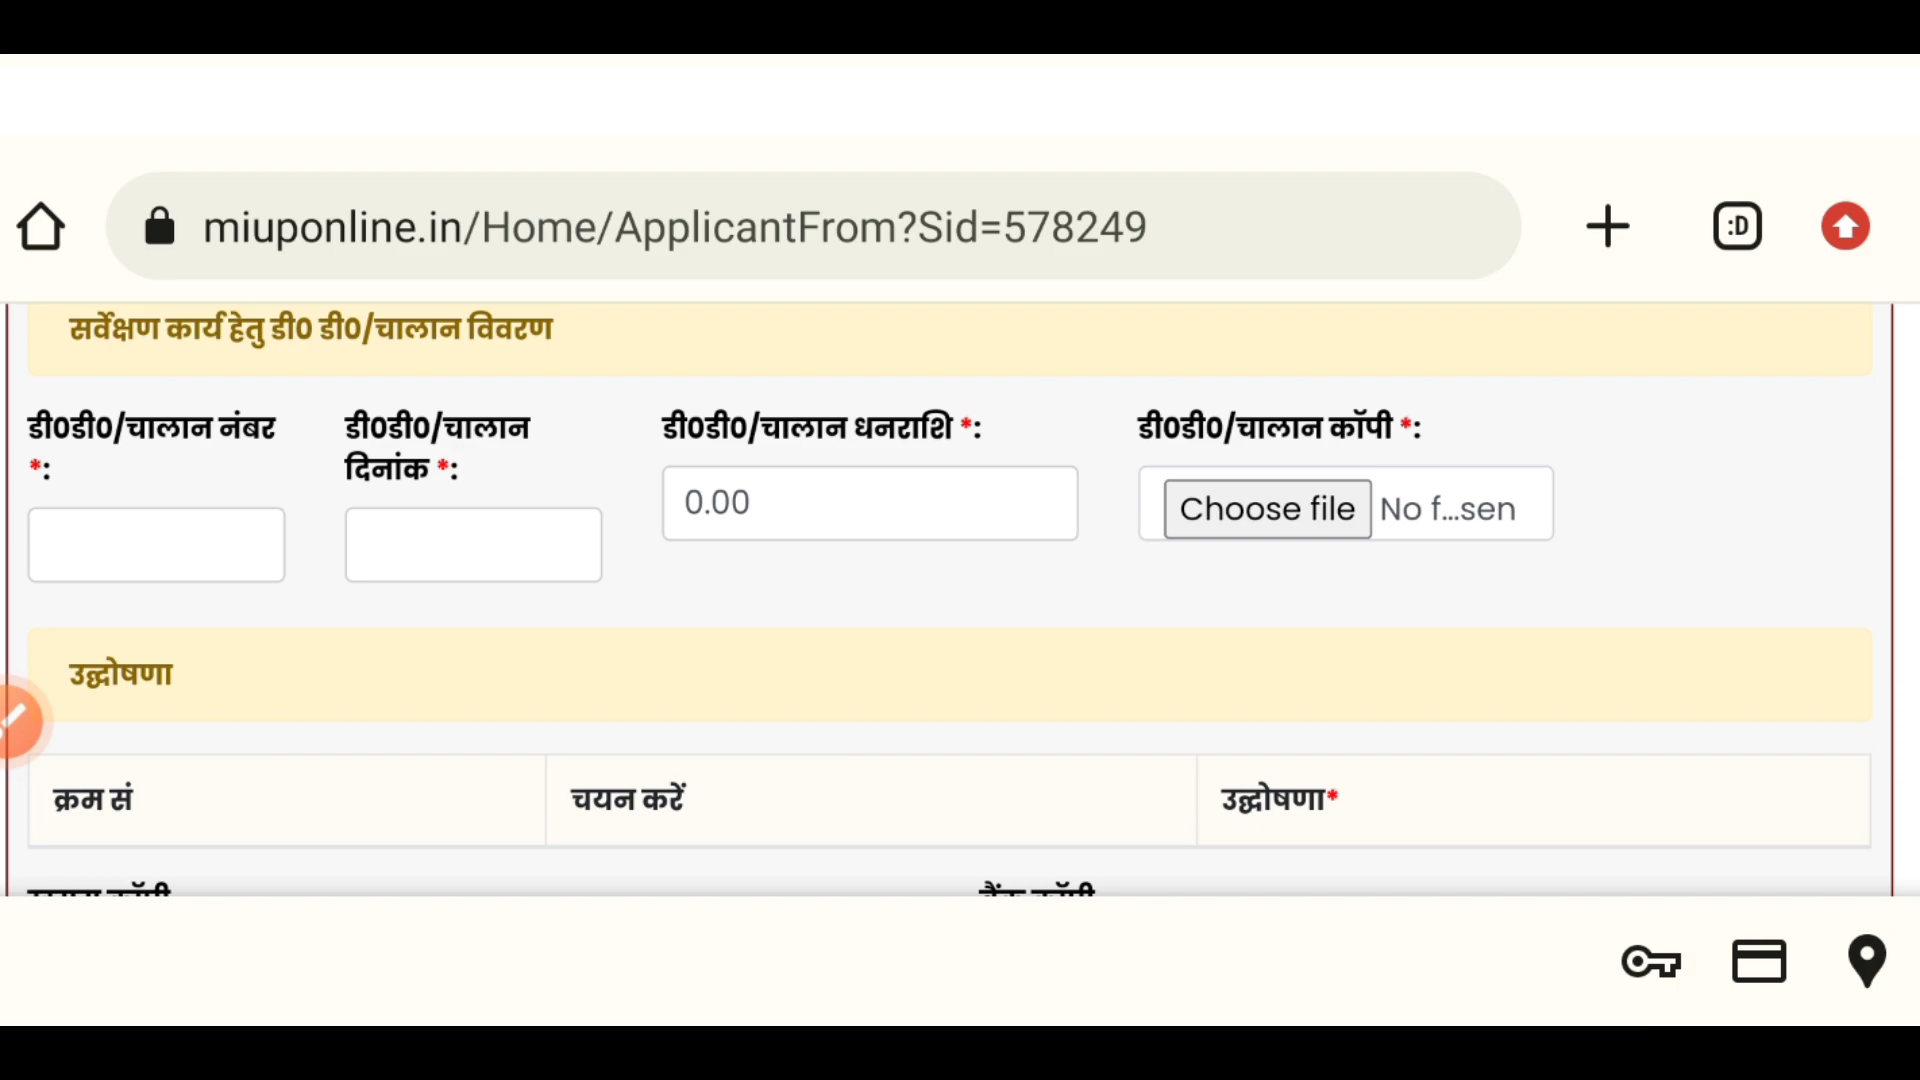 miuponline.in/Home/ApplicantFrom?Sid=578249
:D
सर्वेक्षण कार्य हेतु डी0 डी0/चालान विवरण
डी0डी0/चालान नंबर
*:
डी0डी0/चालान
दिनांक *:
डी0डी0/चालान धनराशि *:
0.00
डी0डी0/चालान कॉपी *:
Choose file No f...sen
उद्घोषणा
क्रम सं चयन करें उद्घोषणा*